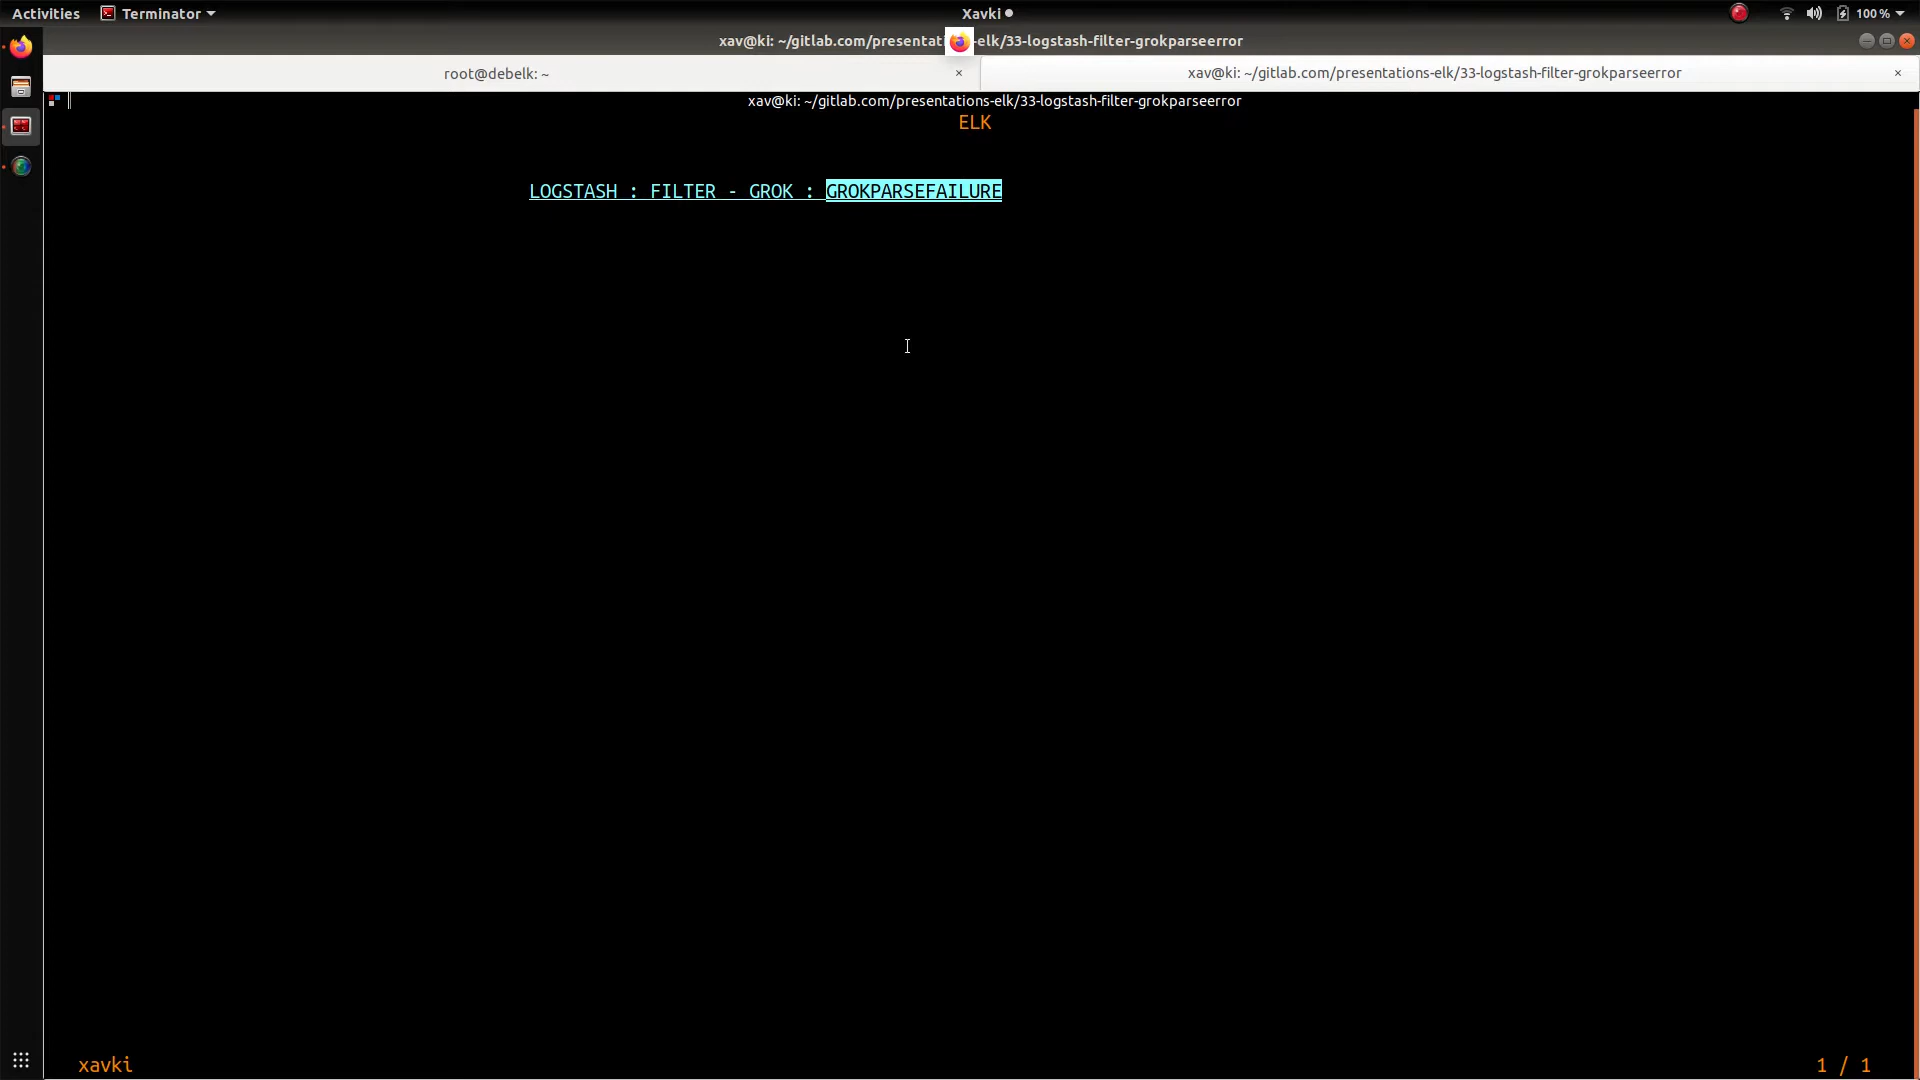 Activities Terminator Xavki 100 %
xav@ki: ~/gitlab.com/presentati -elk/33-logstash-filter-grokparseerror
root@debelk: ~ × xav@ki: ~/gitlab.com/presentations-elk/33-logstash-filter-grokparseerror ×
xav@ki: ~/gitlab.com/presentations-elk/33-logstash-filter-grokparseerror
ELK
LOGSTASH : FILTER - GROK : GROKPARSEFAILURE
xavki 1 / 1